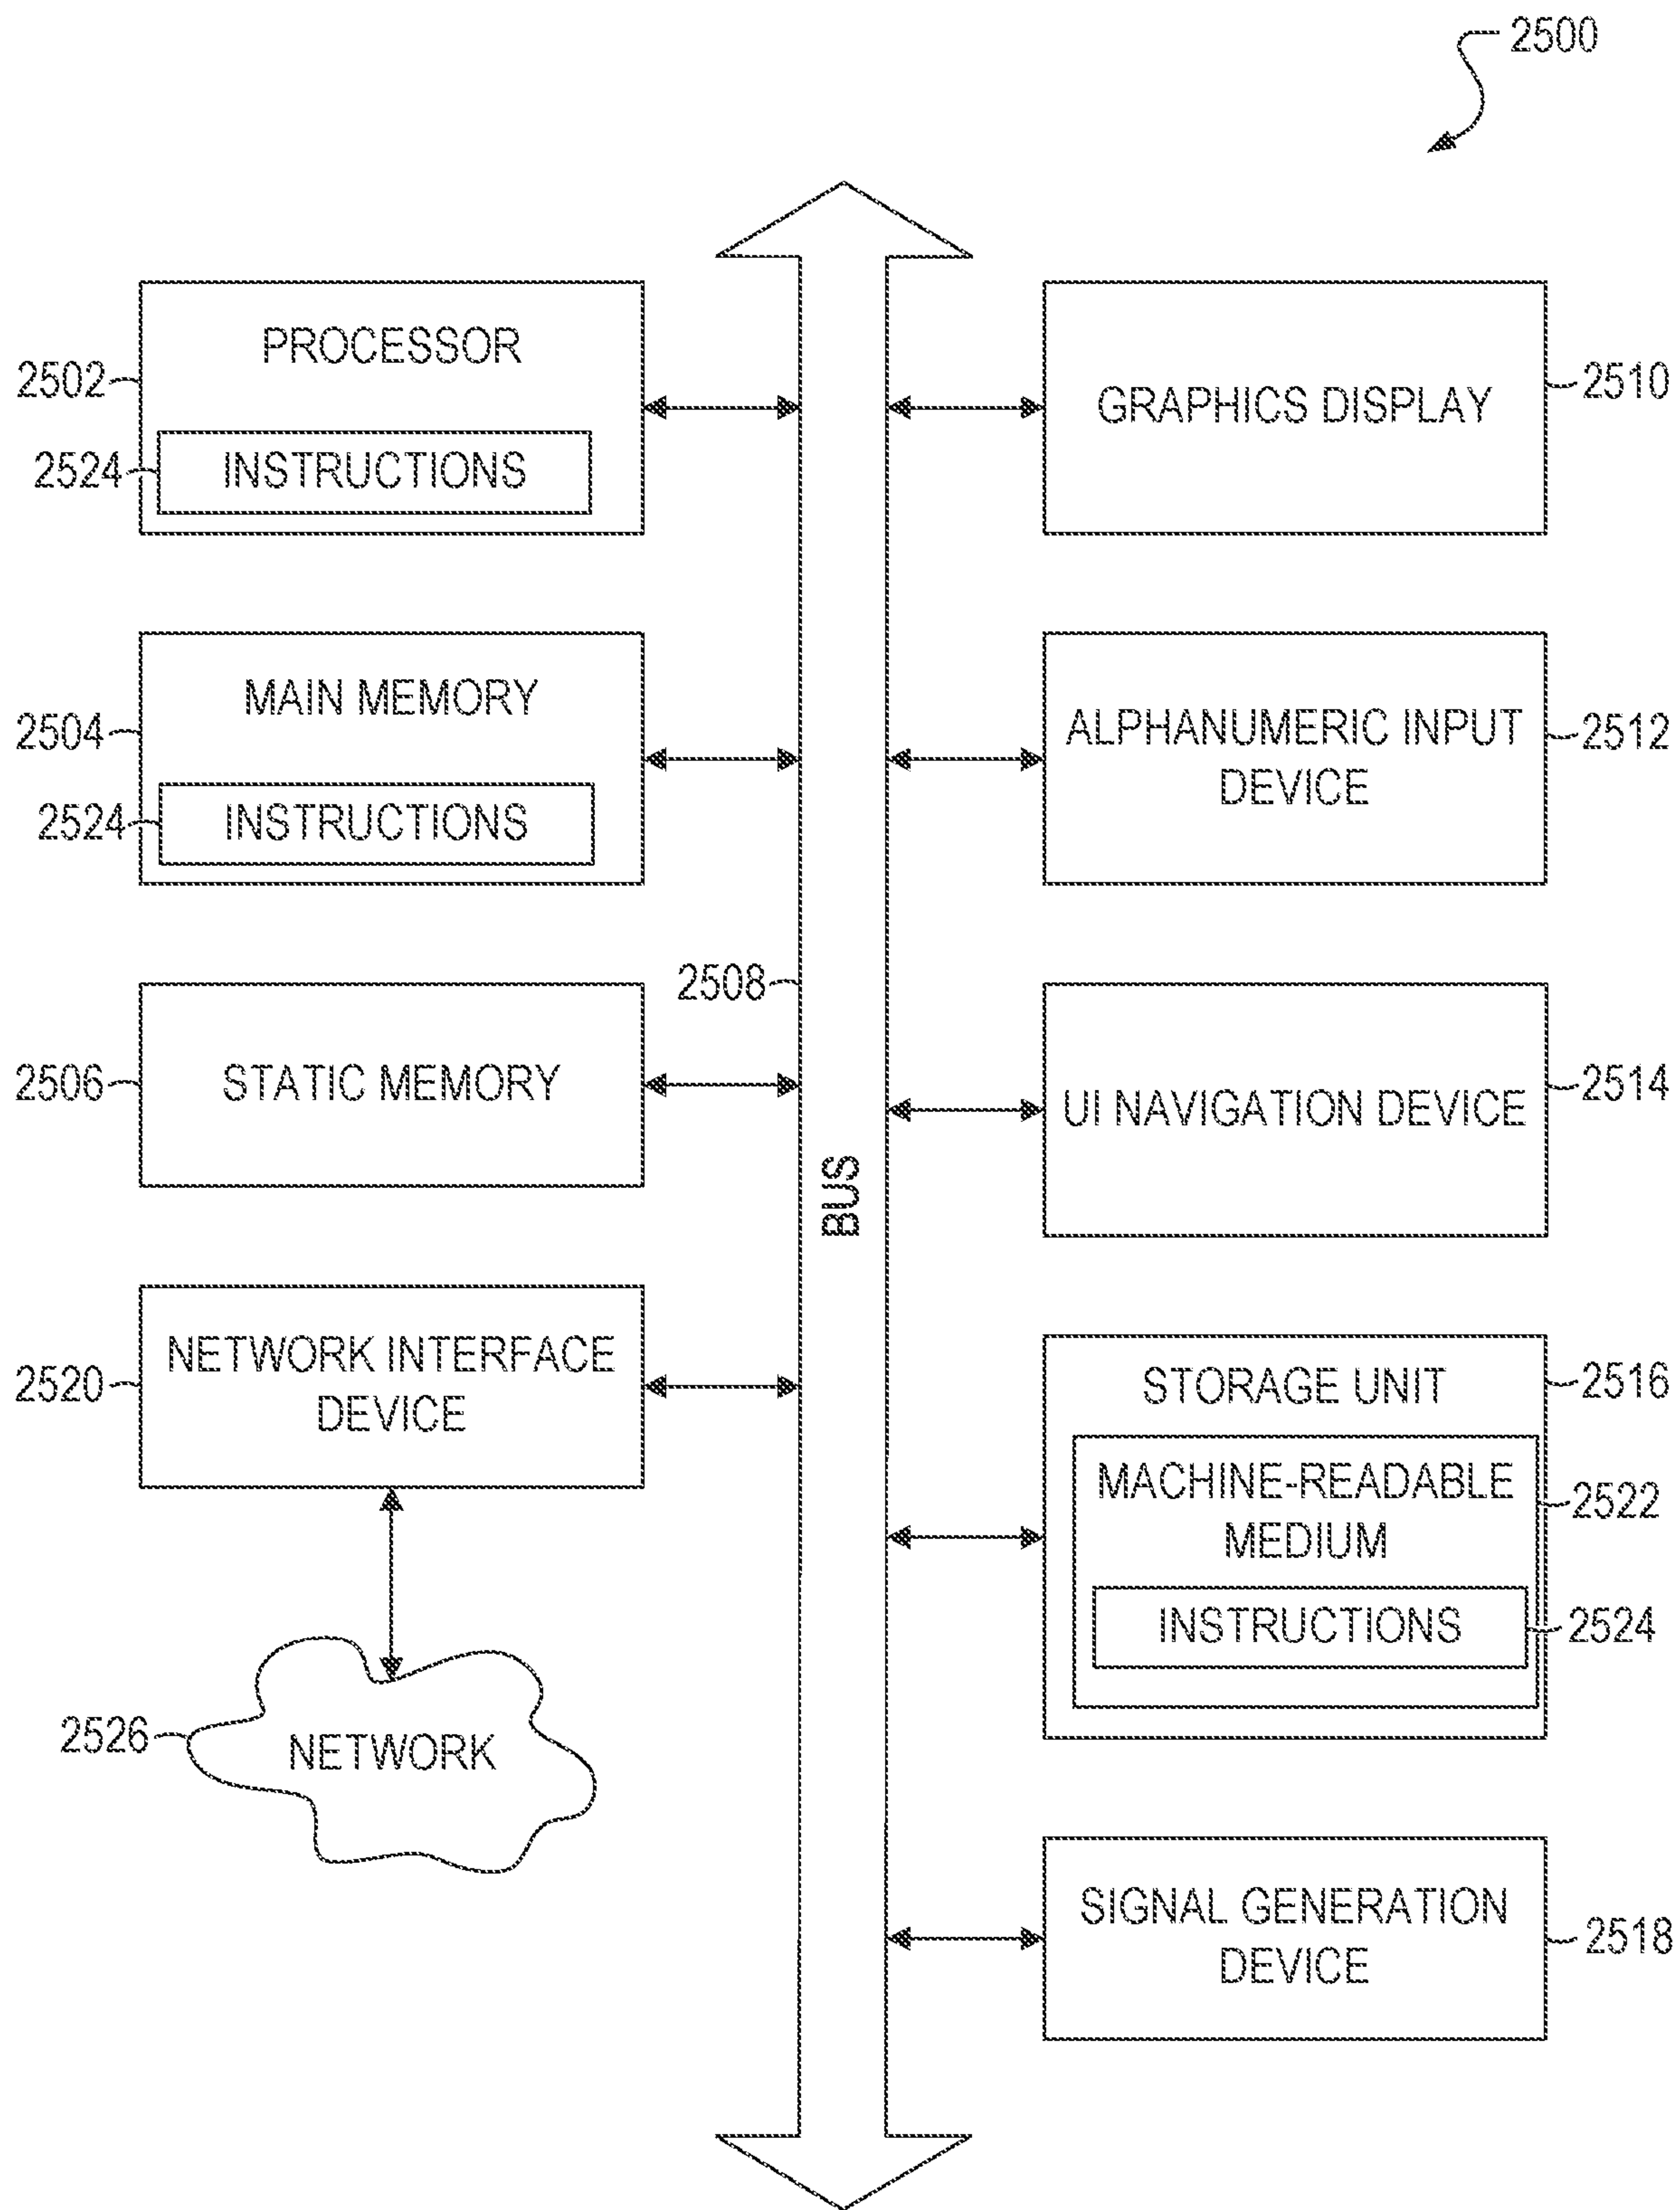 2500
PROCESSOR
2502
2524
INSTRUCTIONS
MAIN MEMORY
2504
2524
INSTRUCTIONS
2508
2506
STATIC MEMORY
BUS
NETWORK INTERFACE
DEVICE
2520
2526
NETWORK
GRAPHICS DISPLAY
2510
ALPHANUMERIC INPUT
DEVICE
2512
UI NAVIGATION DEVICE
2514
STORAGE UNIT
2516
MACHINE-READABLE
MEDIUM
2522
INSTRUCTIONS
2524
SIGNAL GENERATION
DEVICE
2518